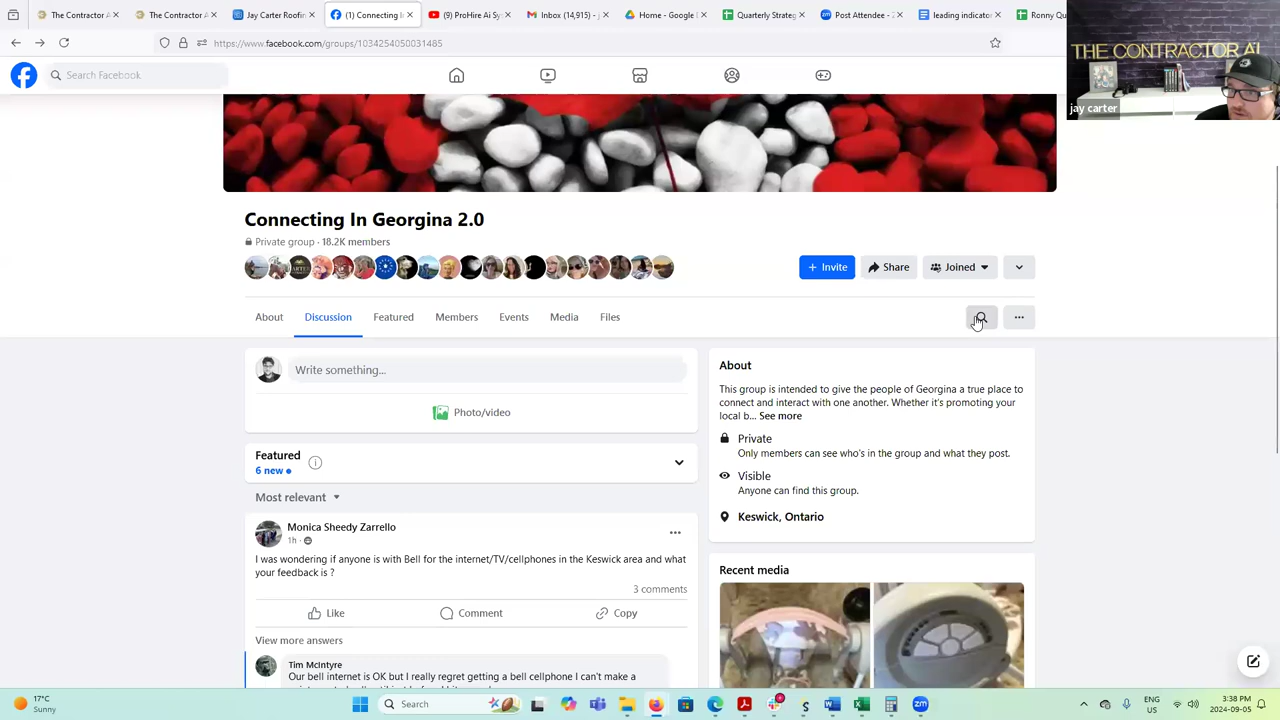 The Contractor A
The Contractor
Jay Carter Roofin
(1) Connecting I
(9) ProHire A
Inbox (14,915)
Home - Google
Quarterly Strate
Post Attendee
leading indicator
Ronny Qu
https://www.facebook.com/groups/103425405003148
Search Facebook
THE CONTRACTOR AI
jay carter
Connecting In Georgina 2.0
Private group · 18.2K members
+ Invite
Share
Joined
About
Discussion
Featured
Members
Events
Media
Files
Write something...
Photo/video
Featured
6 new
Most relevant
Monica Sheedy Zarrello
1h ·
I was wondering if anyone is with Bell for the internet/TV/cellphones in the Keswick area and what
your feedback is ?
3 comments
Like
Comment
Copy
View more answers
Tim McIntyre
Our bell internet is OK but I really regret getting a bell cellphone I can't make a
About
This group is intended to give the people of Georgina a true place to
connect and interact with one another. Whether it's promoting your
local b... See more
Private
Only members can see who's in the group and what they post.
Visible
Anyone can find this group.
Keswick, Ontario
Recent media
17°C
Sunny
Search
ENG
US
3:38 PM
2024-09-05